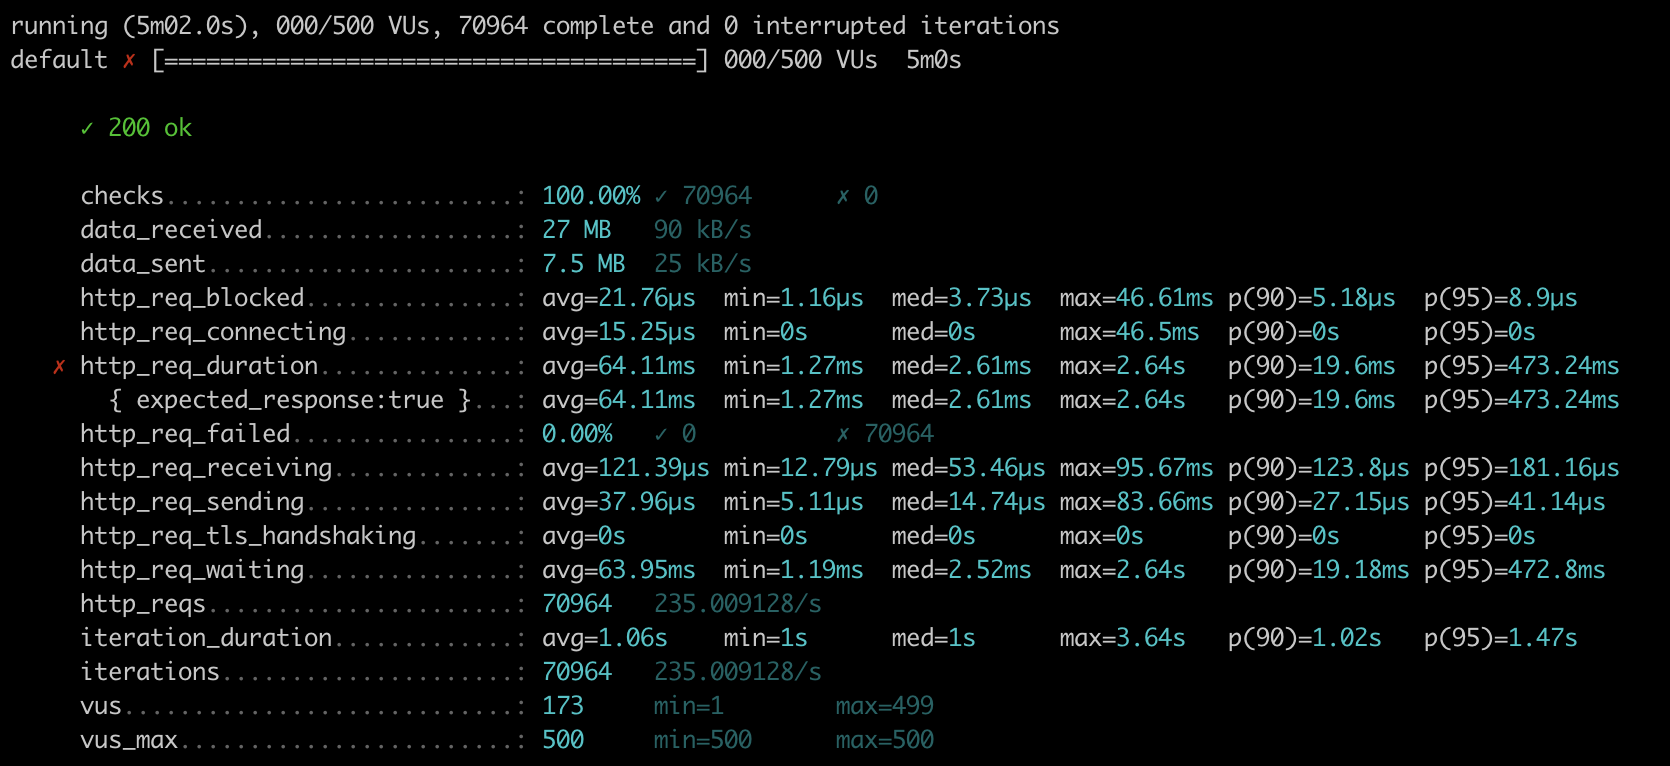 running (5m02.0s), 000/500 VUs, 70964 complete and 0 interrupted iterations
default ✗ [======================================] 000/500 VUs  5m0s
✓ 200 ok
checks.........................: 100.00% ✓ 70964      ✗ 0
data_received..................: 27 MB   90 kB/s
data_sent......................: 7.5 MB  25 kB/s
http_req_blocked...............: avg=21.76µs  min=1.16µs  med=3.73µs  max=46.61ms p(90)=5.18µs  p(95)=8.9µs
http_req_connecting............: avg=15.25µs  min=0s      med=0s      max=46.5ms  p(90)=0s      p(95)=0s
✗ http_req_duration..............: avg=64.11ms  min=1.27ms  med=2.61ms  max=2.64s   p(90)=19.6ms  p(95)=473.24ms
{ expected_response:true }...: avg=64.11ms  min=1.27ms  med=2.61ms  max=2.64s   p(90)=19.6ms  p(95)=473.24ms
http_req_failed................: 0.00%   ✓ 0          ✗ 70964
http_req_receiving.............: avg=121.39µs min=12.79µs med=53.46µs max=95.67ms p(90)=123.8µs p(95)=181.16µs
http_req_sending...............: avg=37.96µs  min=5.11µs  med=14.74µs max=83.66ms p(90)=27.15µs p(95)=41.14µs
http_req_tls_handshaking.......: avg=0s       min=0s      med=0s      max=0s      p(90)=0s      p(95)=0s
http_req_waiting...............: avg=63.95ms  min=1.19ms  med=2.52ms  max=2.64s   p(90)=19.18ms p(95)=472.8ms
http_reqs......................: 70964   235.009128/s
iteration_duration.............: avg=1.06s    min=1s      med=1s      max=3.64s   p(90)=1.02s   p(95)=1.47s
iterations.....................: 70964   235.009128/s
vus............................: 173     min=1        max=499
vus_max........................: 500     min=500      max=500